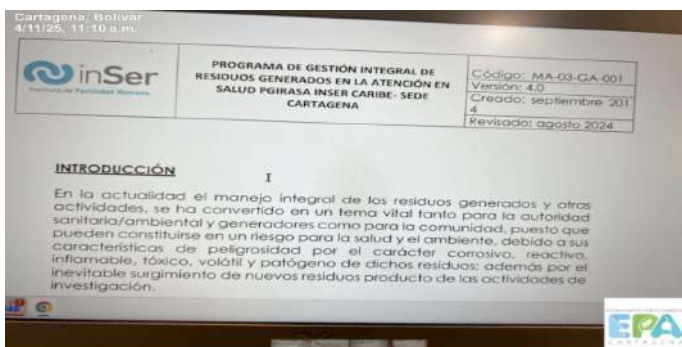 Cartagena, Bolívar
4/11/25, 11:10 a.m.
inSer
Instituto de Fertilidad Humana
PROGRAMA DE GESTIÓN INTEGRAL DE
RESIDUOS GENERADOS EN LA ATENCIÓN EN
SALUD PGIRASA INSER CARIBE- SEDE
CARTAGENA
Código: MA-03-GA-001
Versión: 4.0
Creado: septiembre 201
4
Revisado: agosto 2024
INTRODUCCIÓN
En la actualidad el manejo integral de los residuos generados y otras
actividades, se ha convertido en un tema vital tanto para la autoridad
sanitaria/ambiental y generadores como para la comunidad, puesto que
pueden constituirse en un riesgo para la salud y el ambiente, debido a sus
características de peligrosidad por el carácter corrosivo, reactivo,
inflamable, tóxico, volátil y patógeno de dichos residuos; además por el
inevitable surgimiento de nuevos residuos producto de las actividades de
investigación.
EPA
CARTAGENA